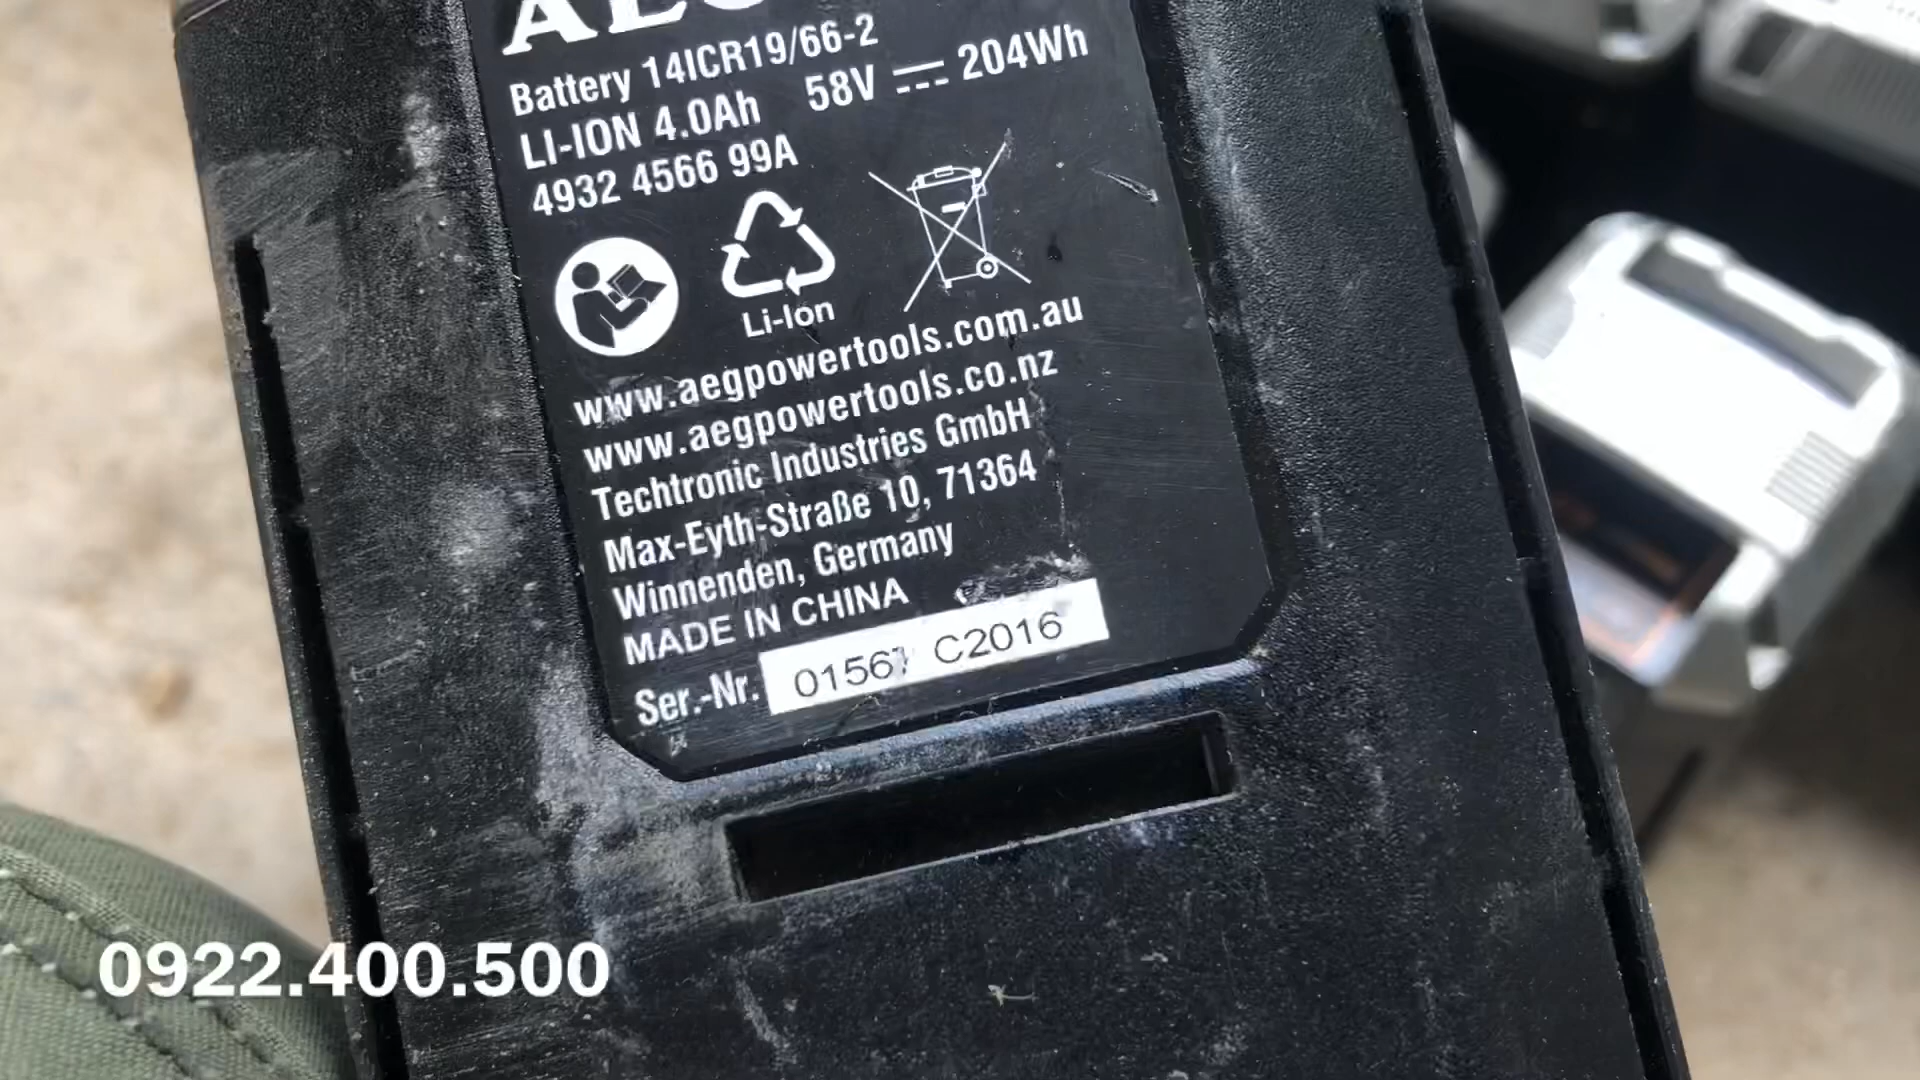 AEG
Battery 14ICR19/66-2
LI-ION 4.0Ah 58V 204Wh
4932 4566 99A
Li-Ion
www.aegpowertools.com.au
www.aegpowertools.co.nz
Techtronic Industries GmbH
Max-Eyth-Straße 10, 71364
Winnenden, Germany
MADE IN CHINA
Ser.-Nr. 01567 C2016
0922.400.500